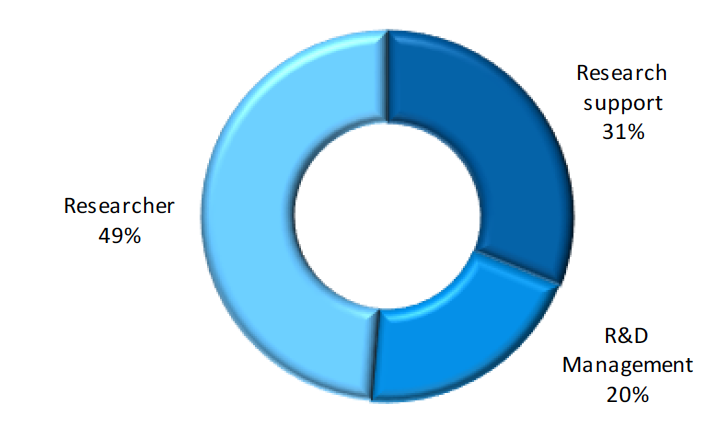 Research
support
31%
Researcher
49%
R&D
Management
20%